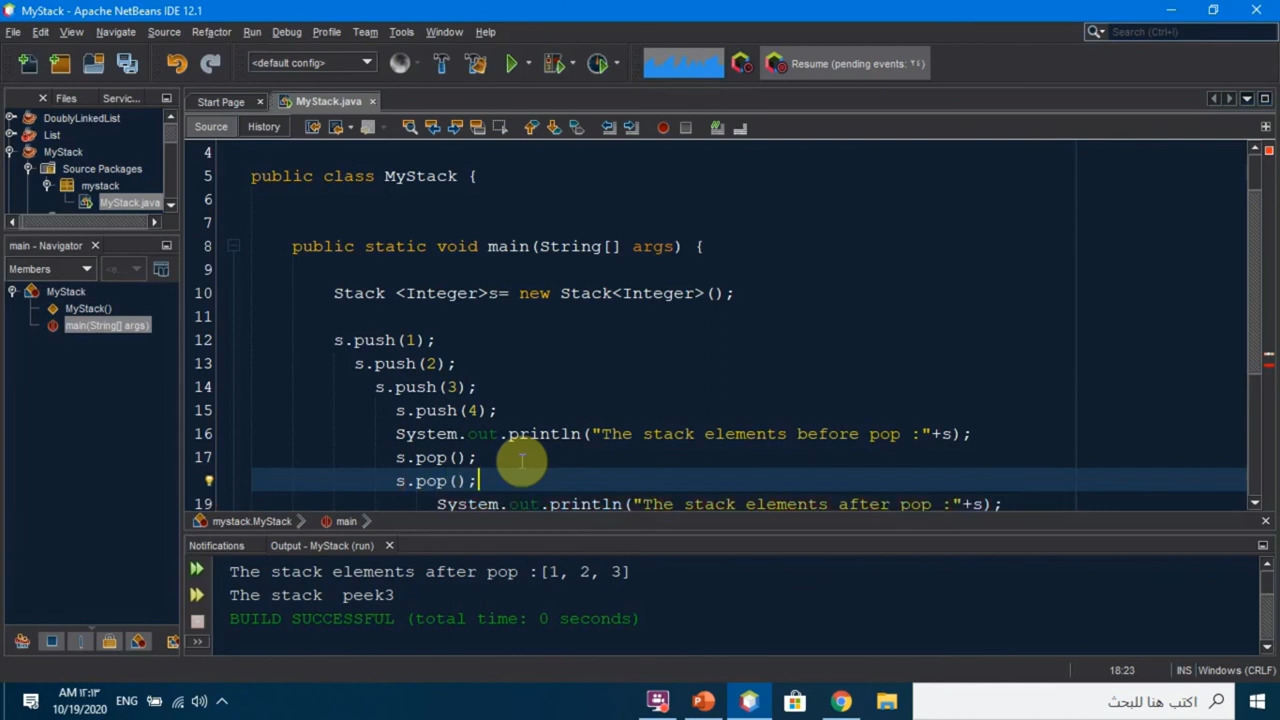 MyStack - Apache NetBeans IDE 12.1
File Edit View Navigate Source Refactor Run Debug Profile Team Tools Window Help
Search (Ctrl+I)
<default config>
Resume (pending events: ٦٤)
Files Servic...
Start Page MyStack.java
DoublyLinkedList
List
MyStack
Source Packages
mystack
MyStack.java
Source History
4
5 public class MyStack {
6
7
8 public static void main(String[] args) {
9
10 Stack <Integer>s= new Stack<Integer>();
11
12 s.push(1);
13 s.push(2);
14 s.push(3);
15 s.push(4);
16 System.out.println("The stack elements before pop :"+s);
17 s.pop();
s.pop();
19 System.out.println("The stack elements after pop :"+s);
main - Navigator
Members
MyStack
MyStack()
main(String[] args)
mystack.MyStack main
Notifications Output - MyStack (run)
The stack elements after pop :[1, 2, 3]
The stack  peek3
BUILD SUCCESSFUL (total time: 0 seconds)
18:23 INS Windows (CRLF)
AM ١٢:١٣
10/19/2020
ENG
اكتب هنا للبحث